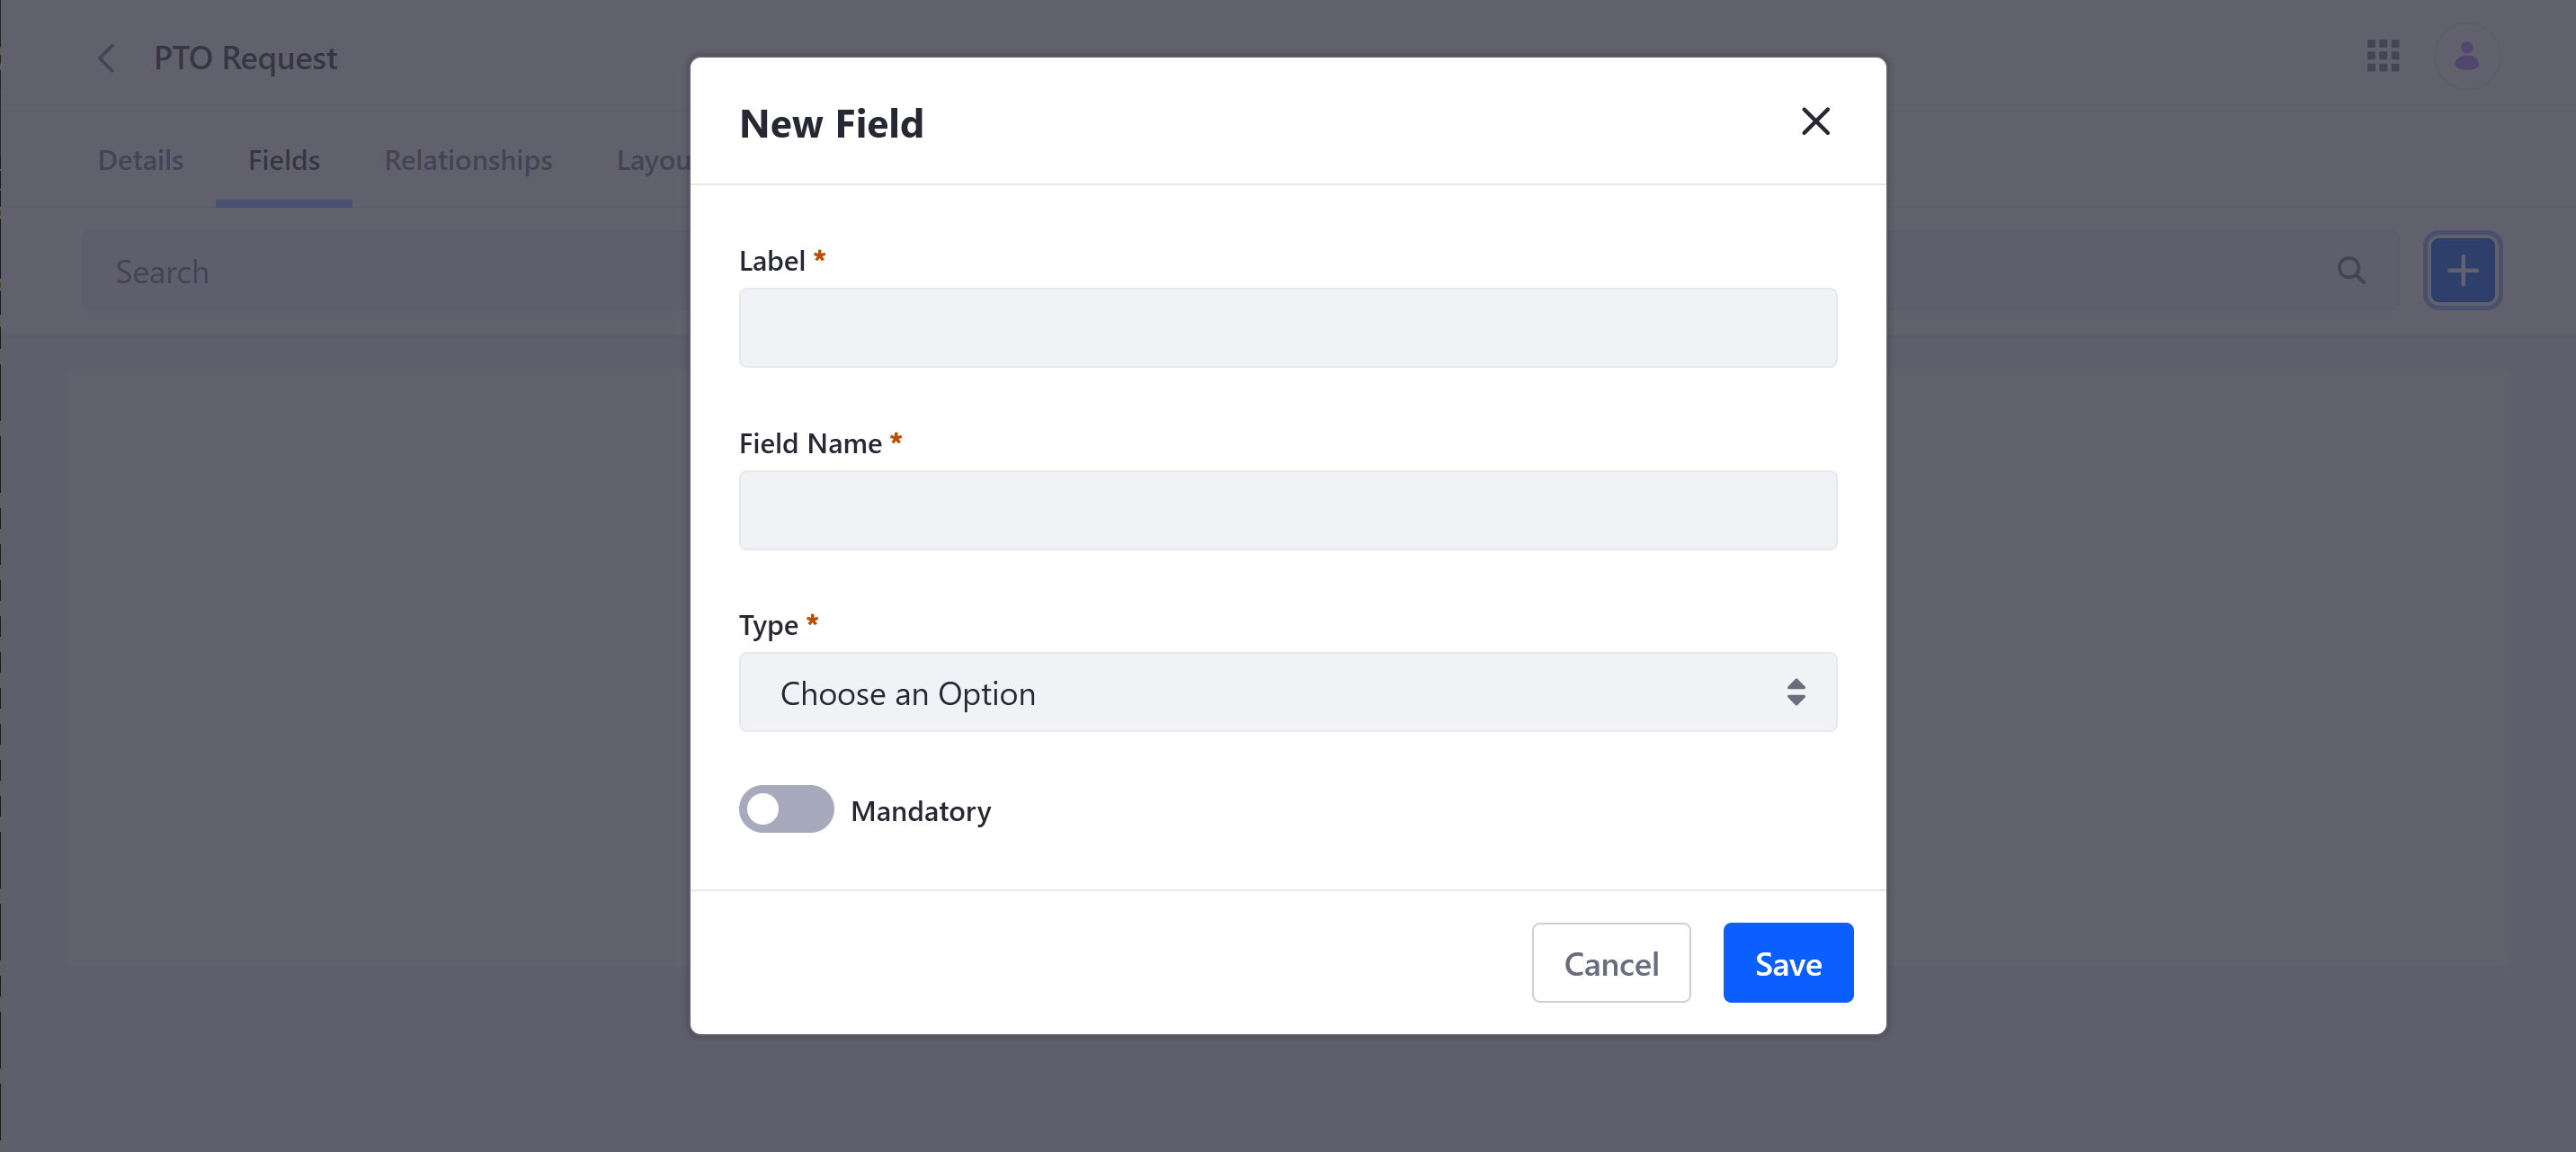 PTO Request
Details Fields Relationships Layou
Search
New Field
Label *
Field Name *
Type *
Choose an Option
Mandatory
Cancel Save